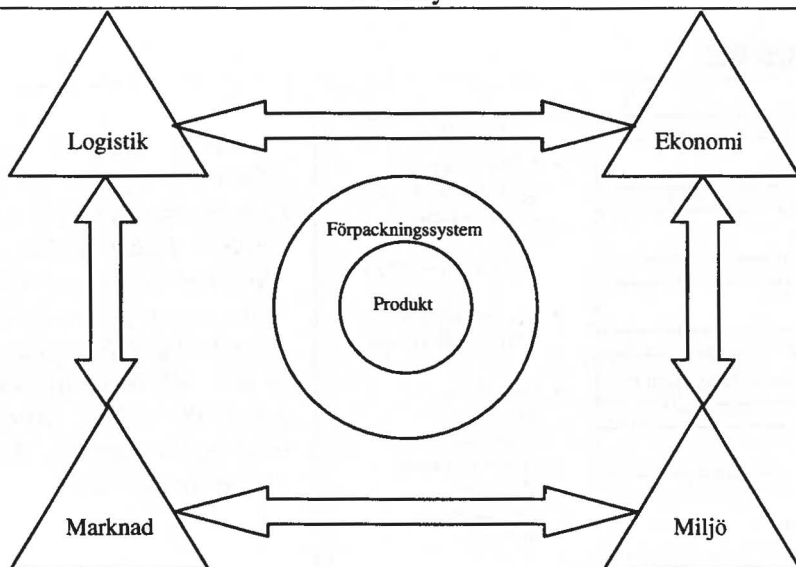 Logistik
Ekonomi
Förpackningssystem
Produkt
Marknad
Miljö